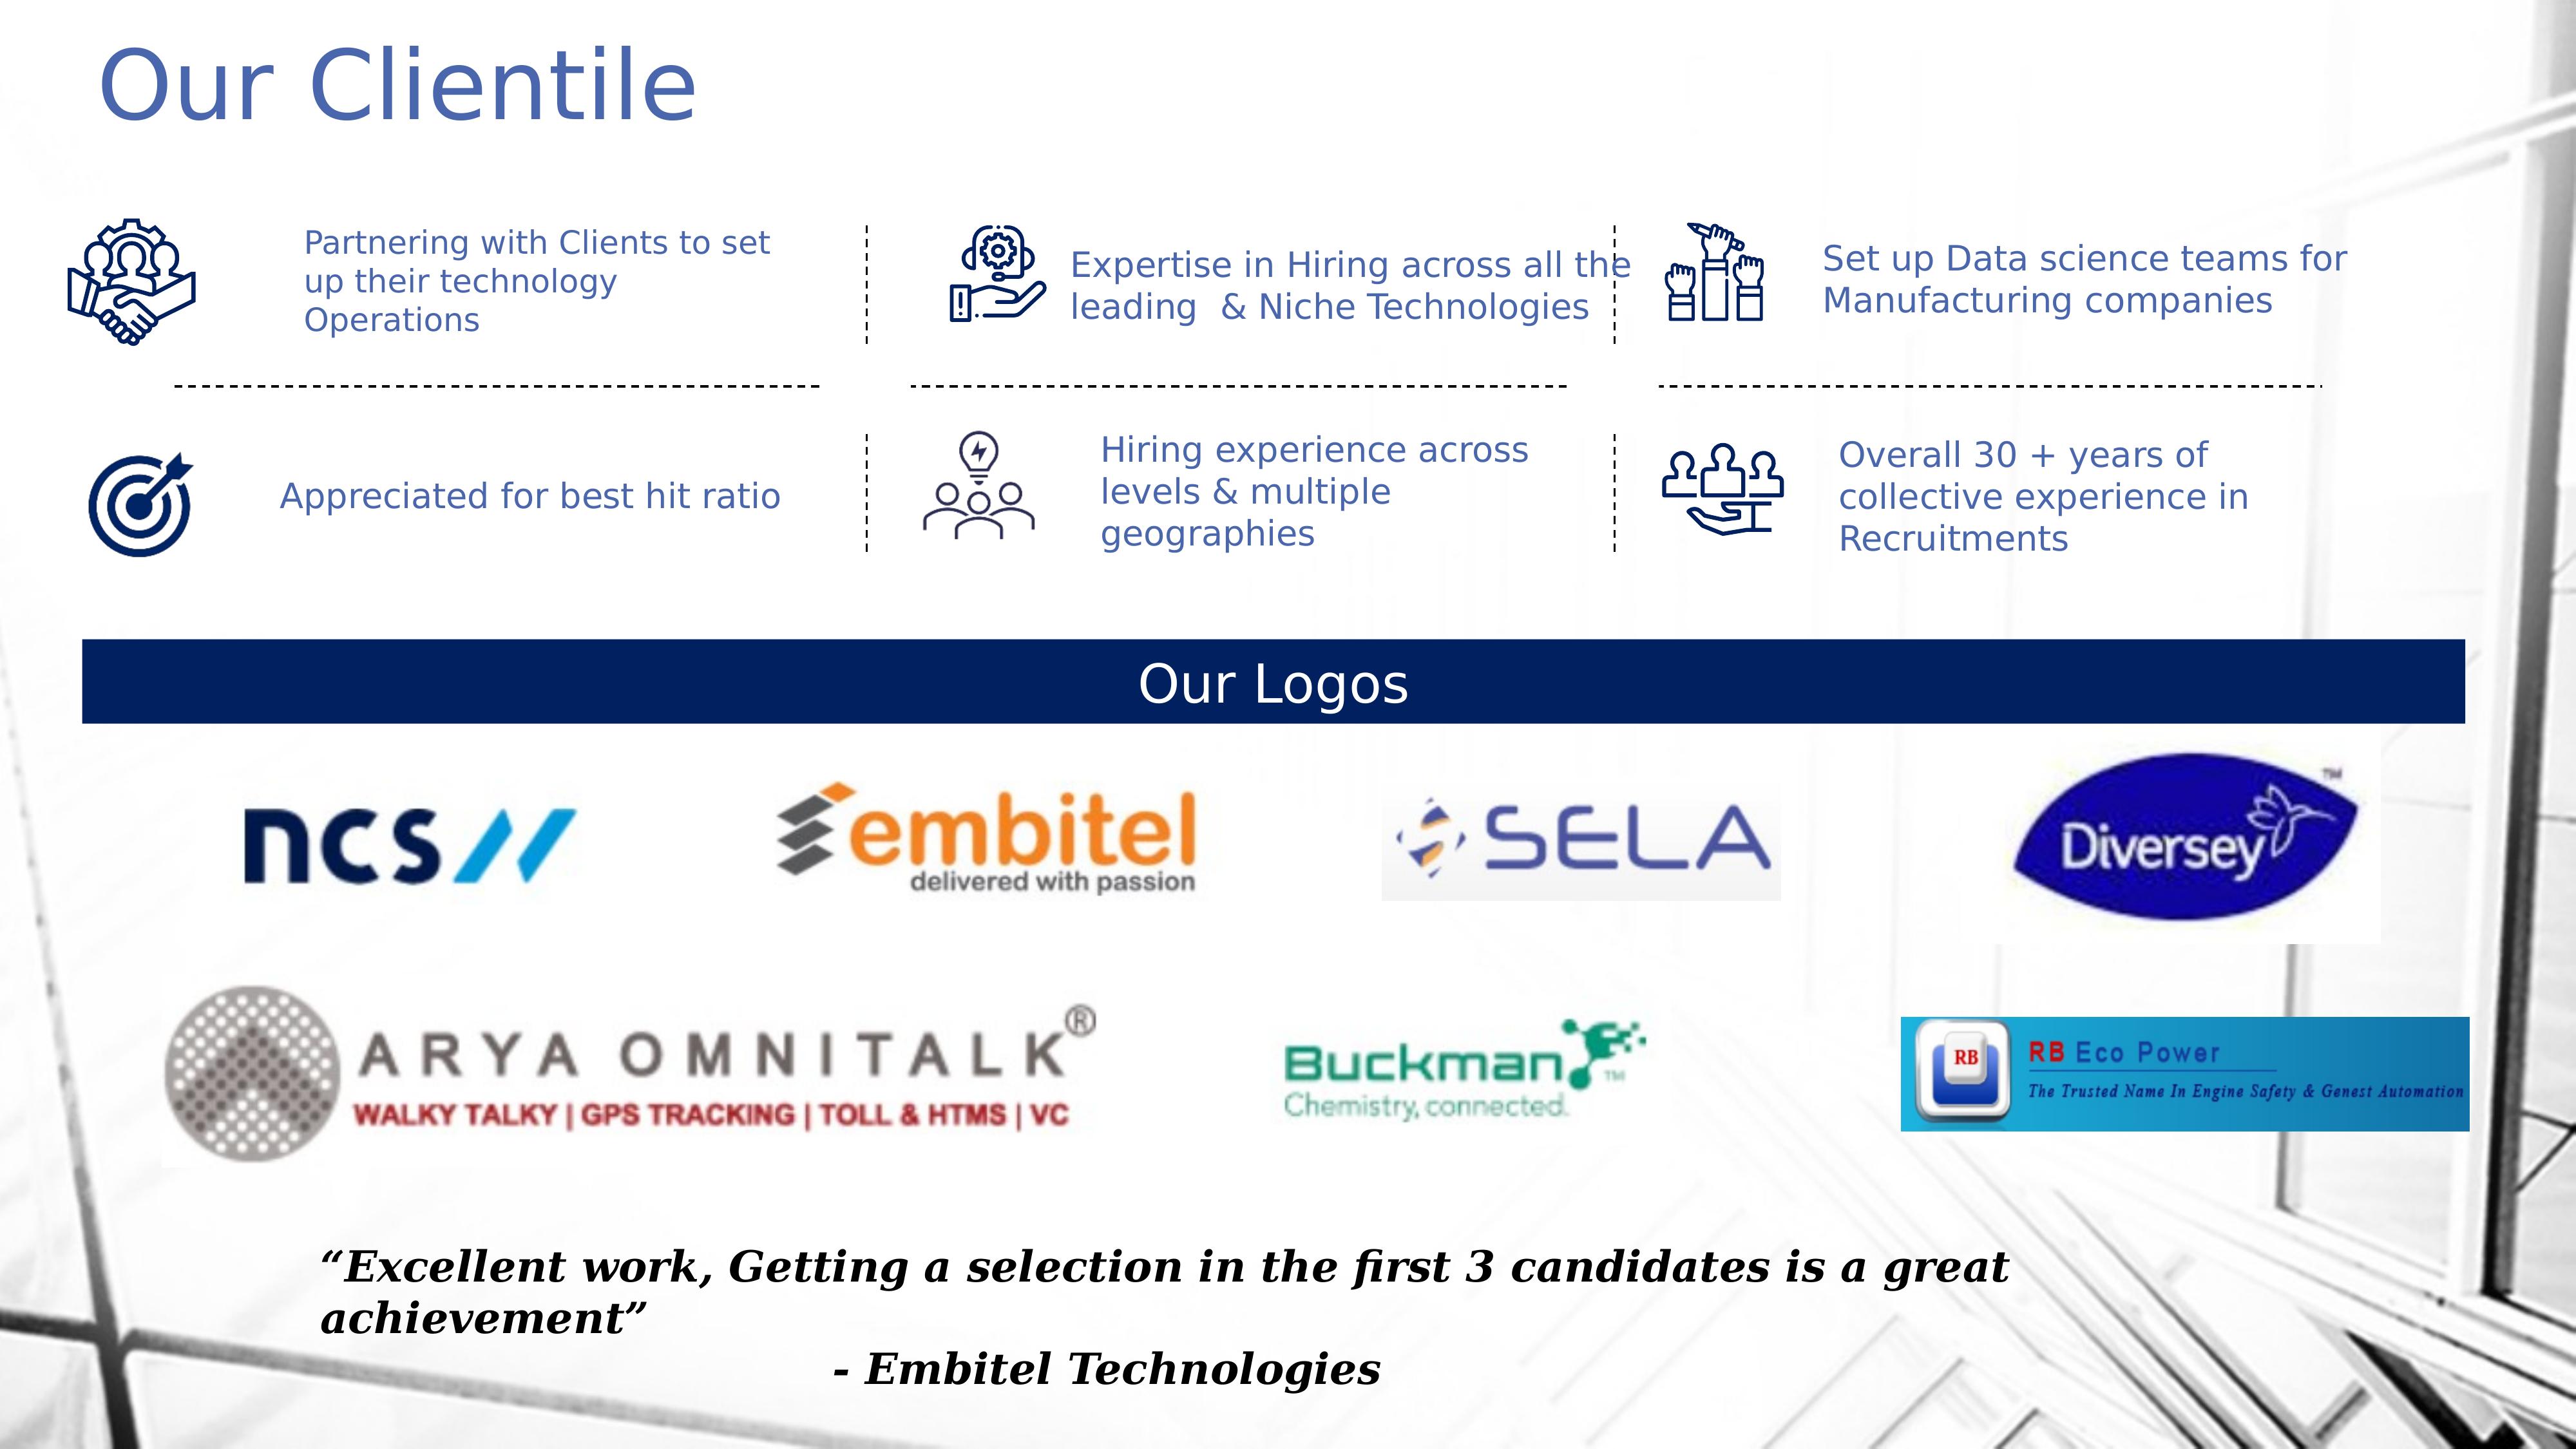 Our Clientile
Partnering with Clients to set
up their technology
Operations
Expertise in Hiring across all the
leading  & Niche Technologies
Set up Data science teams for
Manufacturing companies
Appreciated for best hit ratio
Hiring experience across
levels & multiple
geographies
Overall 30 + years of
collective experience in
Recruitments
Our Logos
ncs
embitel
delivered with passion
SELA
Diversey™
ARYA OMNITALK®
WALKY TALKY | GPS TRACKING | TOLL & HTMS | VC
Buckman™
Chemistry, connected.
RB
RB Eco Power
The Trusted Name In Engine Safety & Genest Automation
“Excellent work, Getting a selection in the first 3 candidates is a great
achievement”
- Embitel Technologies